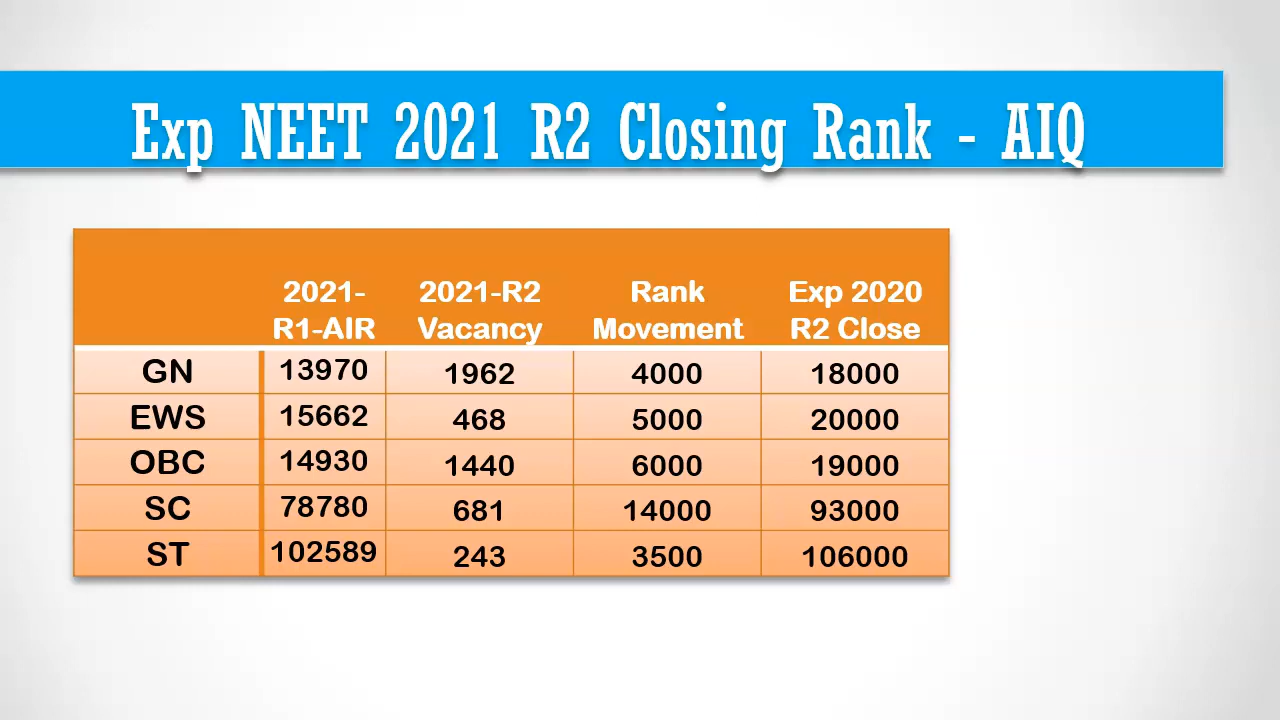 Exp NEET 2021 R2 Closing Rank - AIQ
2021-R1-AIR 2021-R2 Vacancy Rank Movement Exp 2020 R2 Close
GN 13970 1962 4000 18000
EWS 15662 468 5000 20000
OBC 14930 1440 6000 19000
SC 78780 681 14000 93000
ST 102589 243 3500 106000